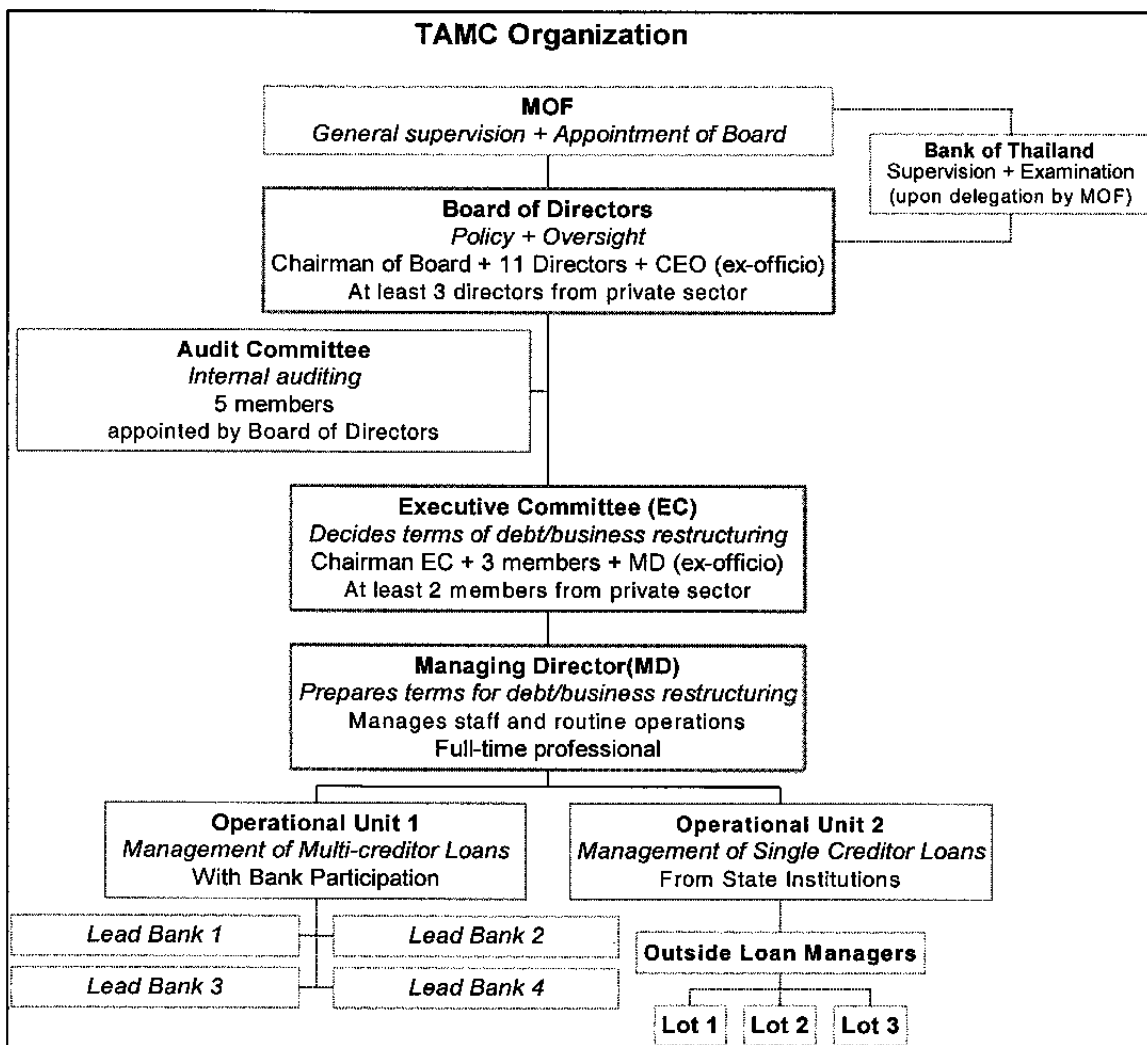 TAMC Organization
MOF
General supervision + Appointment of Board
Bank of Thailand
Supervision + Examination
(upon delegation by MOF)
Board of Directors
Policy + Oversight
Chairman of Board + 11 Directors + CEO (ex-officio)
At least 3 directors from private sector
Audit Committee
Internal auditing
5 members
appointed by Board of Directors
Executive Committee (EC)
Decides terms of debt/business restructuring
Chairman EC + 3 members + MD (ex-officio)
At least 2 members from private sector
Managing Director(MD)
Prepares terms for debt/business restructuring
Manages staff and routine operations
Full-time professional
Operational Unit 1
Management of Multi-creditor Loans
With Bank Participation
Operational Unit 2
Management of Single Creditor Loans
From State Institutions
Lead Bank 1
Lead Bank 2
Lead Bank 3
Lead Bank 4
Outside Loan Managers
Lot 1
Lot 2
Lot 3